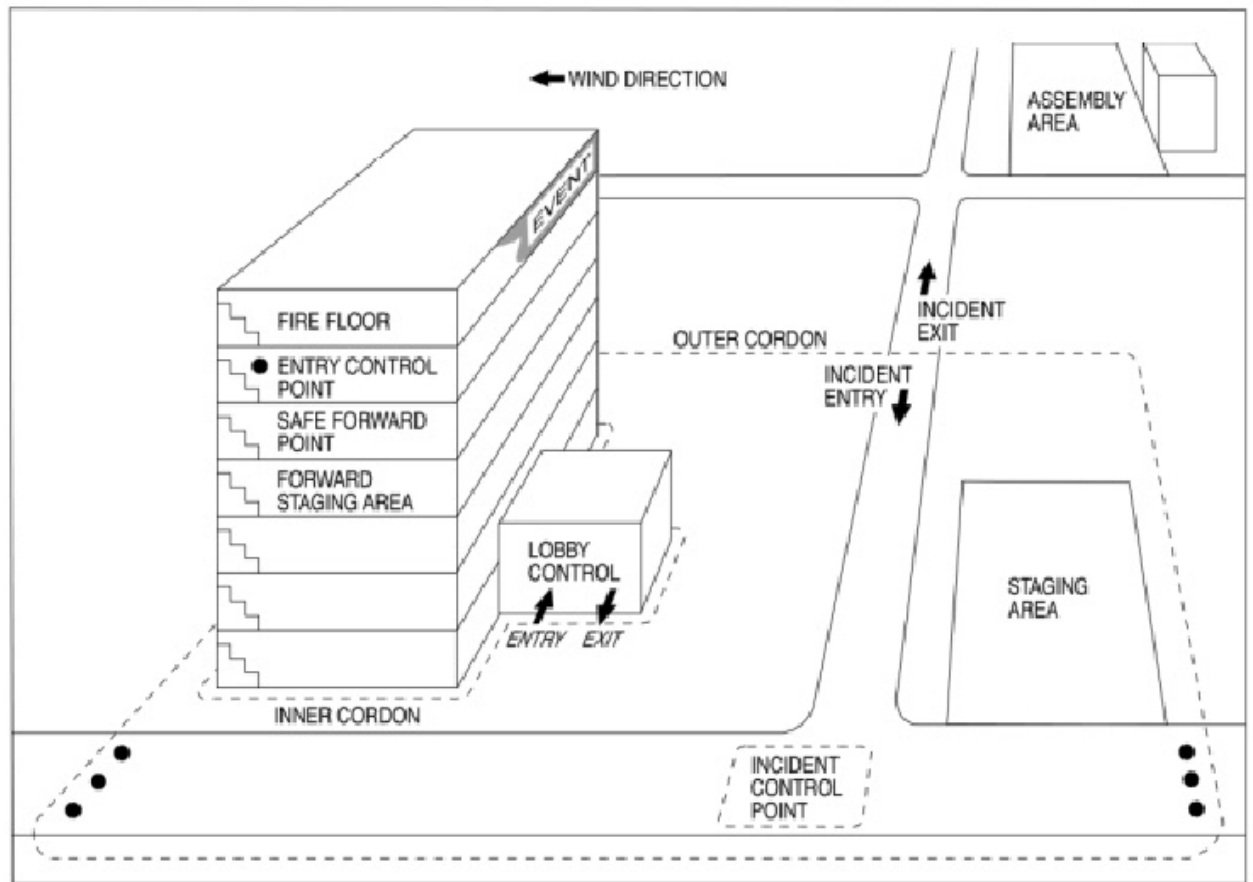 WIND DIRECTION
ASSEMBLY
AREA
EVENT
FIRE FLOOR
ENTRY CONTROL
POINT
SAFE FORWARD
POINT
FORWARD
STAGING AREA
INCIDENT
EXIT
OUTER CORDON
INCIDENT
ENTRY
LOBBY
CONTROL
ENTRY EXIT
STAGING
AREA
INNER CORDON
INCIDENT
CONTROL
POINT